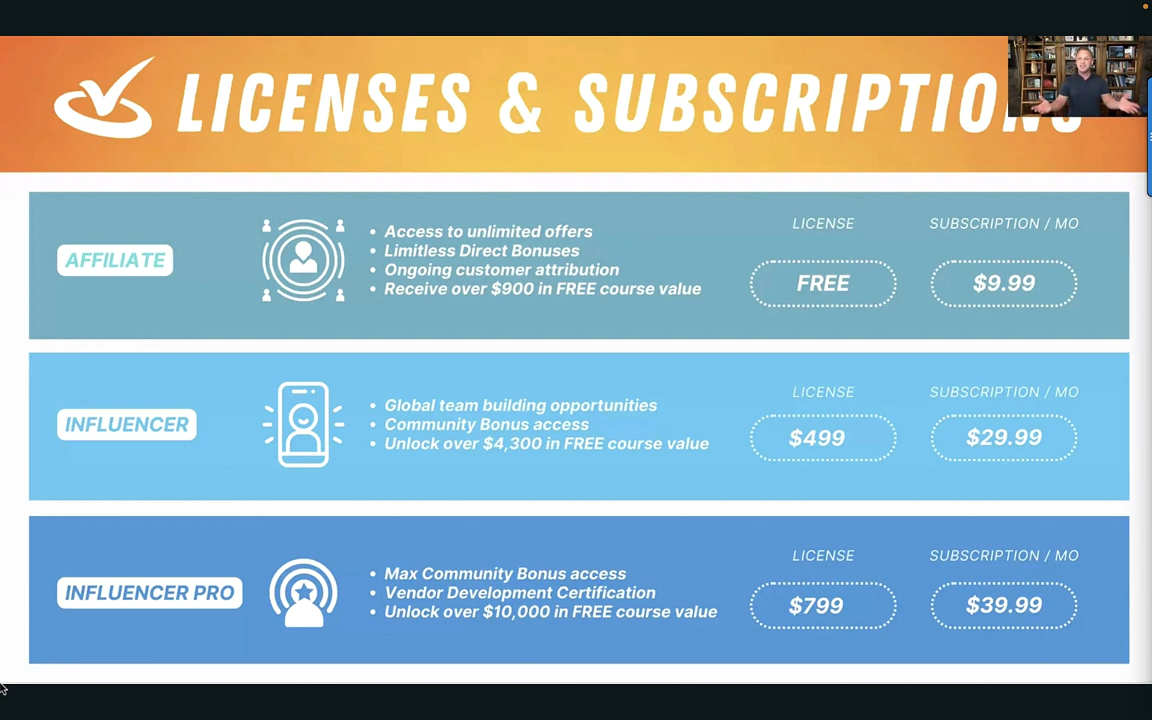 LICENSES & SUBSCRIPTIONS
AFFILIATE
• Access to unlimited offers
• Limitless Direct Bonuses
• Ongoing customer attribution
• Receive over $900 in FREE course value
LICENSE
SUBSCRIPTION / MO
FREE
$9.99
INFLUENCER
• Global team building opportunities
• Community Bonus access
• Unlock over $4,300 in FREE course value
LICENSE
SUBSCRIPTION / MO
$499
$29.99
INFLUENCER PRO
• Max Community Bonus access
• Vendor Development Certification
• Unlock over $10,000 in FREE course value
LICENSE
SUBSCRIPTION / MO
$799
$39.99